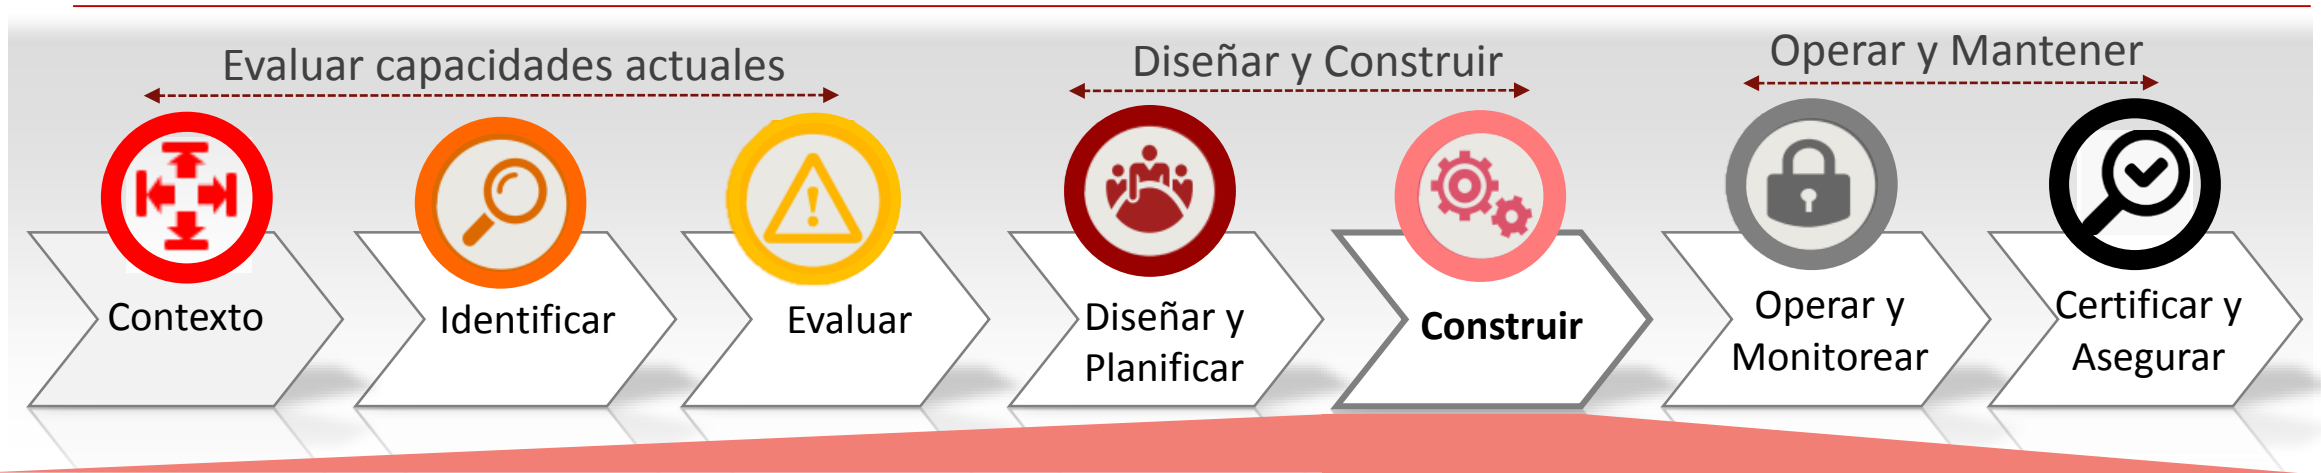 Evaluar capacidades actuales
Diseñar y Construir
Operar y Mantener
Contexto
Identificar
Evaluar
Diseñar y
Planificar
Construir
Operar y
Monitorear
Certificar y
Asegurar